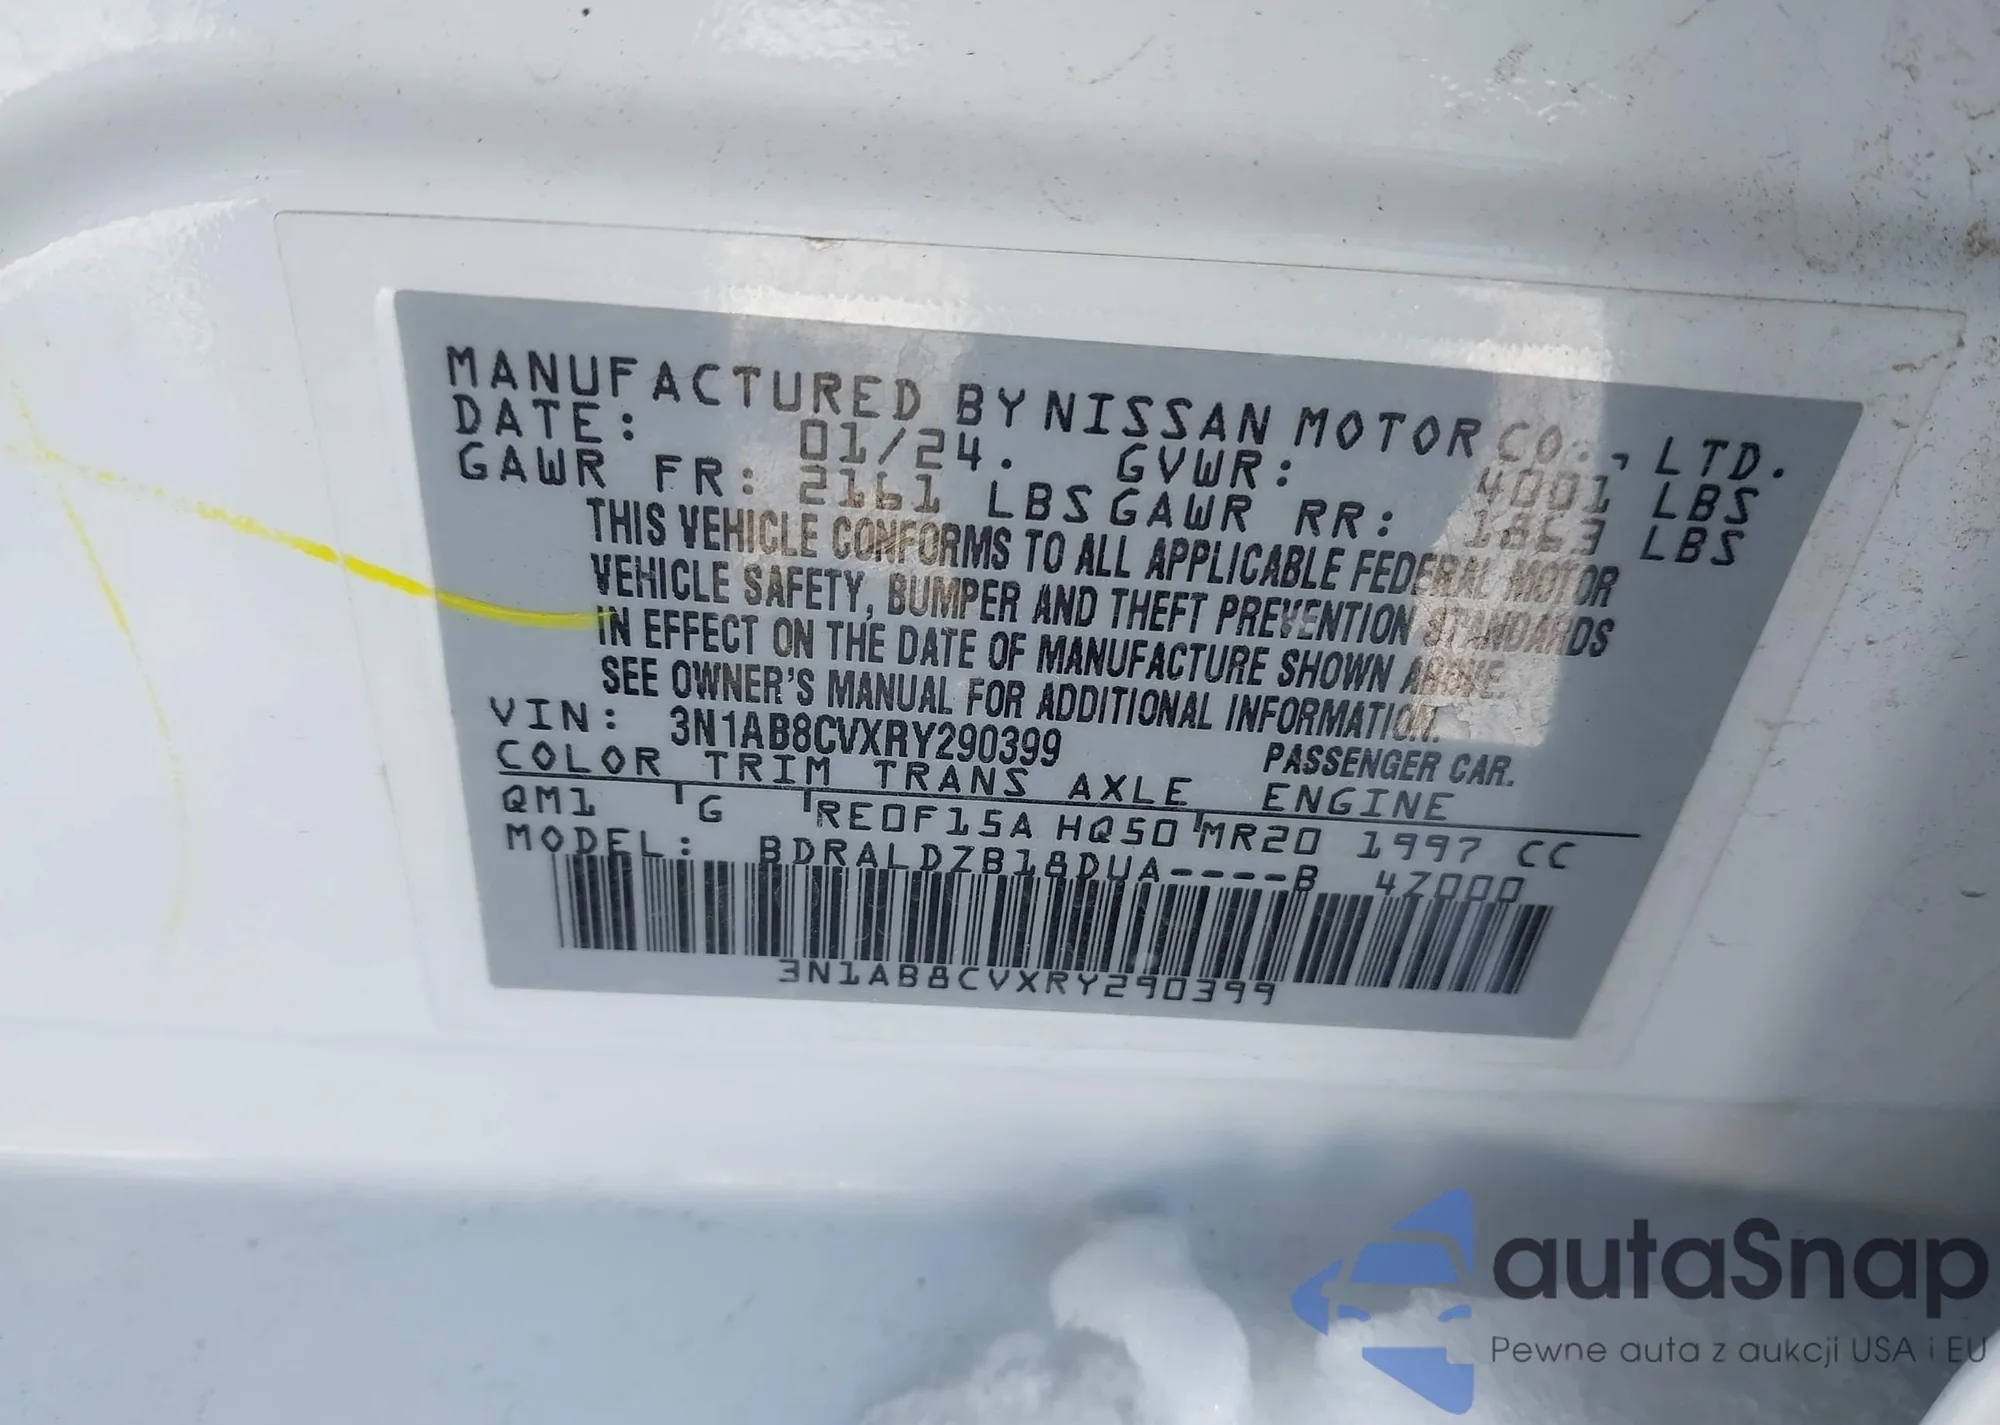 MANUFACTURED BY NISSAN MOTOR CO., LTD.
DATE: 01/24. GVWR: 4001 LBS
GAWR FR: 2161 LBS GAWR RR: 1863 LBS
THIS VEHICLE CONFORMS TO ALL APPLICABLE FEDERAL MOTOR
VEHICLE SAFETY, BUMPER AND THEFT PREVENTION STANDARDS
IN EFFECT ON THE DATE OF MANUFACTURE SHOWN ABOVE.
SEE OWNER'S MANUAL FOR ADDITIONAL INFORMATION.
VIN: 3N1AB8CVXRY290399 PASSENGER CAR.
COLOR TRIM TRANS AXLE ENGINE
QM1 G RE0F15A HQ50 MR20 1997 CC
MODEL: BDRALDZB18DUA----B 4Z000
3N1AB8CVXRY290399
autaSnap
Pewne auta z aukcji USA i EU